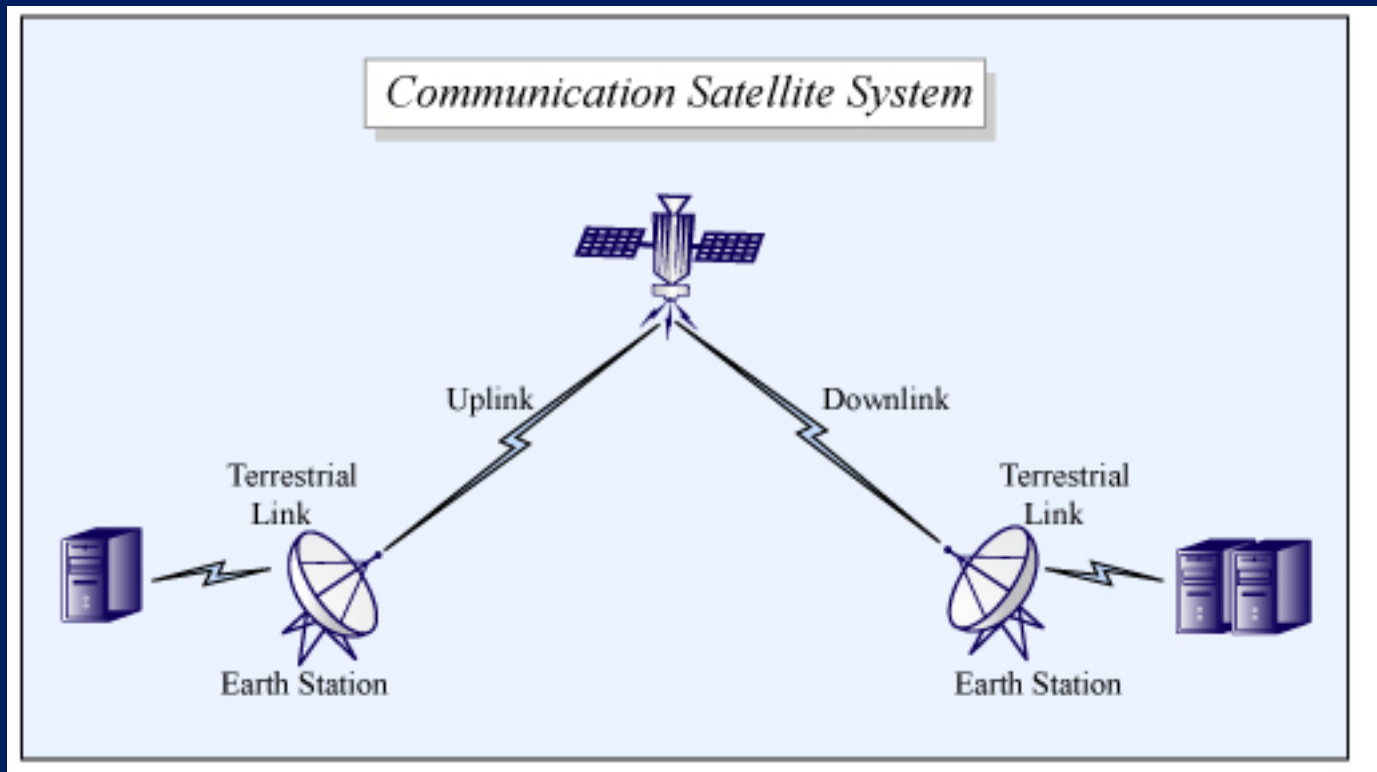 Communication Satellite System
Uplink
Downlink
Terrestrial
Link
Terrestrial
Link
Earth Station
Earth Station